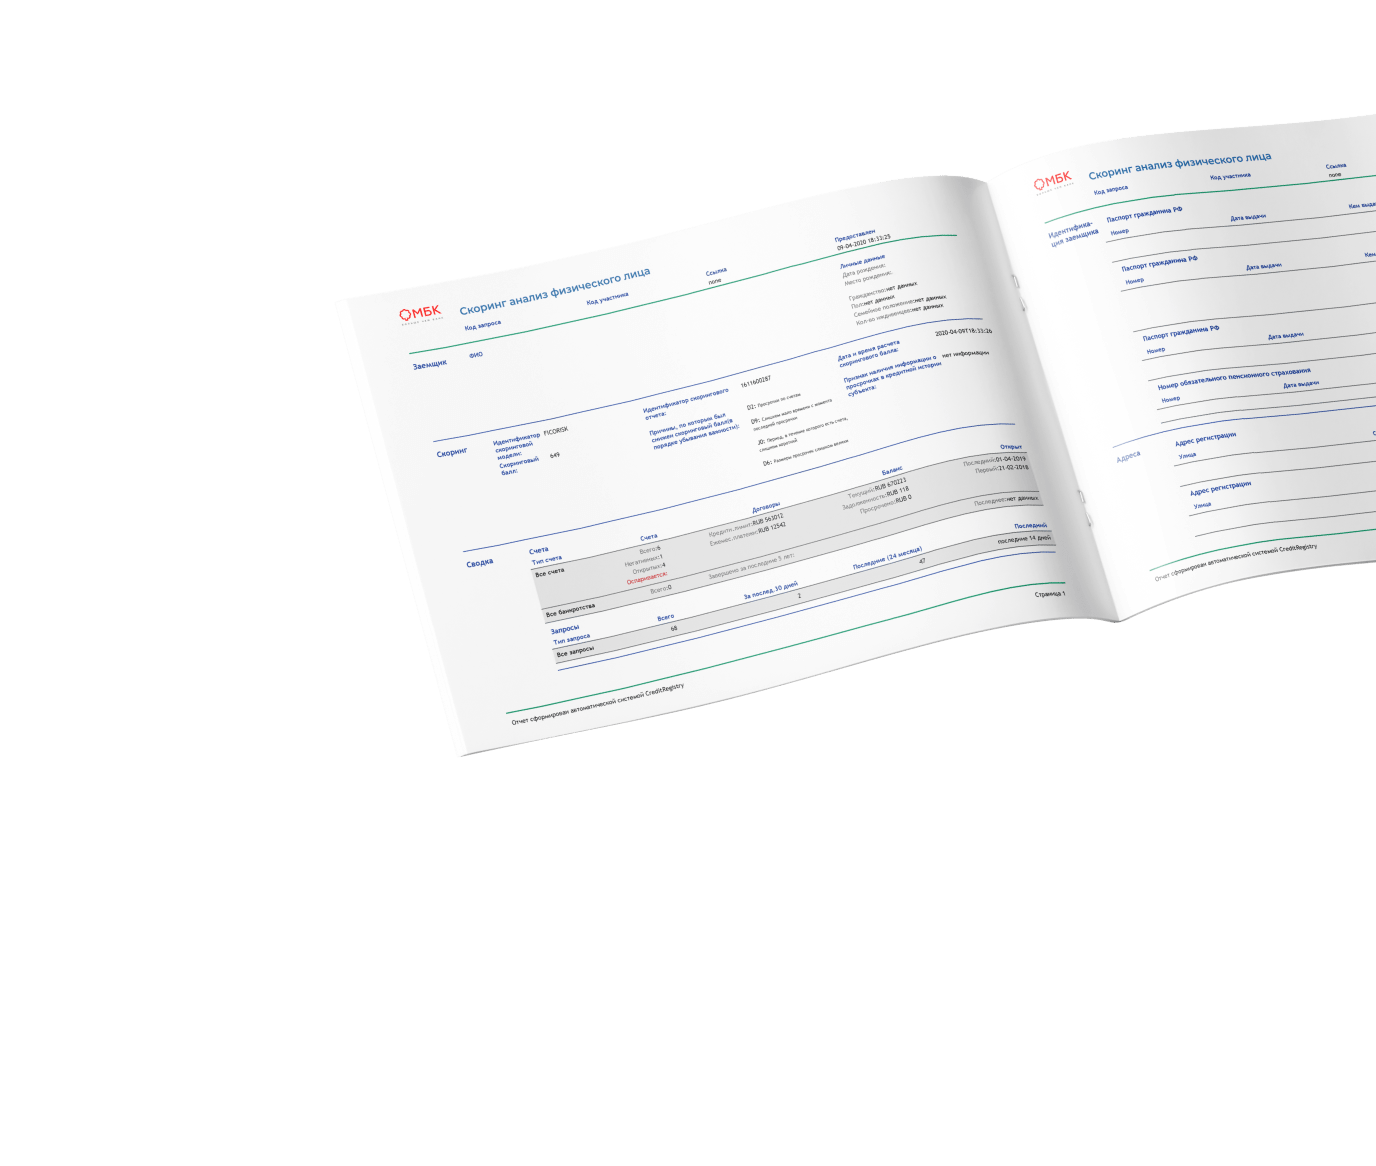 МБК
Скоринг анализ физического лица
Код запроса
Код участника
Ссылка
none
Предоставлен
09-04-2020 18:33:25
Заемщик
ФИО
Личные данные
Дата рождения:
Место рождения:
Гражданство:нет данных
Пол:нет данных
Семейное положение:нет данных
Кол-во иждивенцев:нет данных
Скоринг
Идентификатор
скоринговой
модели:
FICORISK
Скоринговый
балл:
649
Идентификатор скорингового
отчета:
1611600287
Причины, по которым был
снижен скоринговый балл(в
порядке убывания важности):
D2: Просрочки по счетам
D9: Слишком мало времени с момента
последней просрочки
J0: Период, в течение которого есть счета,
слишком короткий
D6: Размеры просрочек слишком велики
Дата и время расчета
скорингового балла:
2020-04-09T18:33:26
Признак наличия информации о
просрочках в кредитной истории
субъекта:
нет информации
Сводка
Счета
Тип счета
Счета
Договоры
Баланс
Открыт
Все счета
Всего:6
Негативных:1
Открытых:4
Оспаривается:
Кредитн.лимит:RUB 563012
Ежемес.платежи:RUB 12542
Текущий:RUB 670223
Задолженность:RUB 118
Просрочено:RUB 0
Последний:01-04-2019
Первый:21-02-2018
Все банкротства
Всего:0
Завершено за последние 5 лет:
Последнее:нет данных
Запросы
Тип запроса
Всего
За послед.30 дней
Последние (24 месяца)
Последний
Все запросы
68
2
47
последние 14 дней
Страница 1
Отчет сформирован автоматической системой CreditRegistry
МБК
Скоринг анализ физического лица
Код запроса
Код участника
Ссылка
none
Идентифика-
ция заемщика
Паспорт гражданина РФ
Номер
Дата выдачи
Кем выда
Паспорт гражданина РФ
Номер
Дата выдачи
Кем
Паспорт гражданина РФ
Номер
Дата выдачи
Номер обязательного пенсионного страхования
Номер
Дата выдачи
Адреса
Адрес регистрации
Улица
Адрес регистрации
Улица
Отчет сформирован автоматической системой CreditRegistry